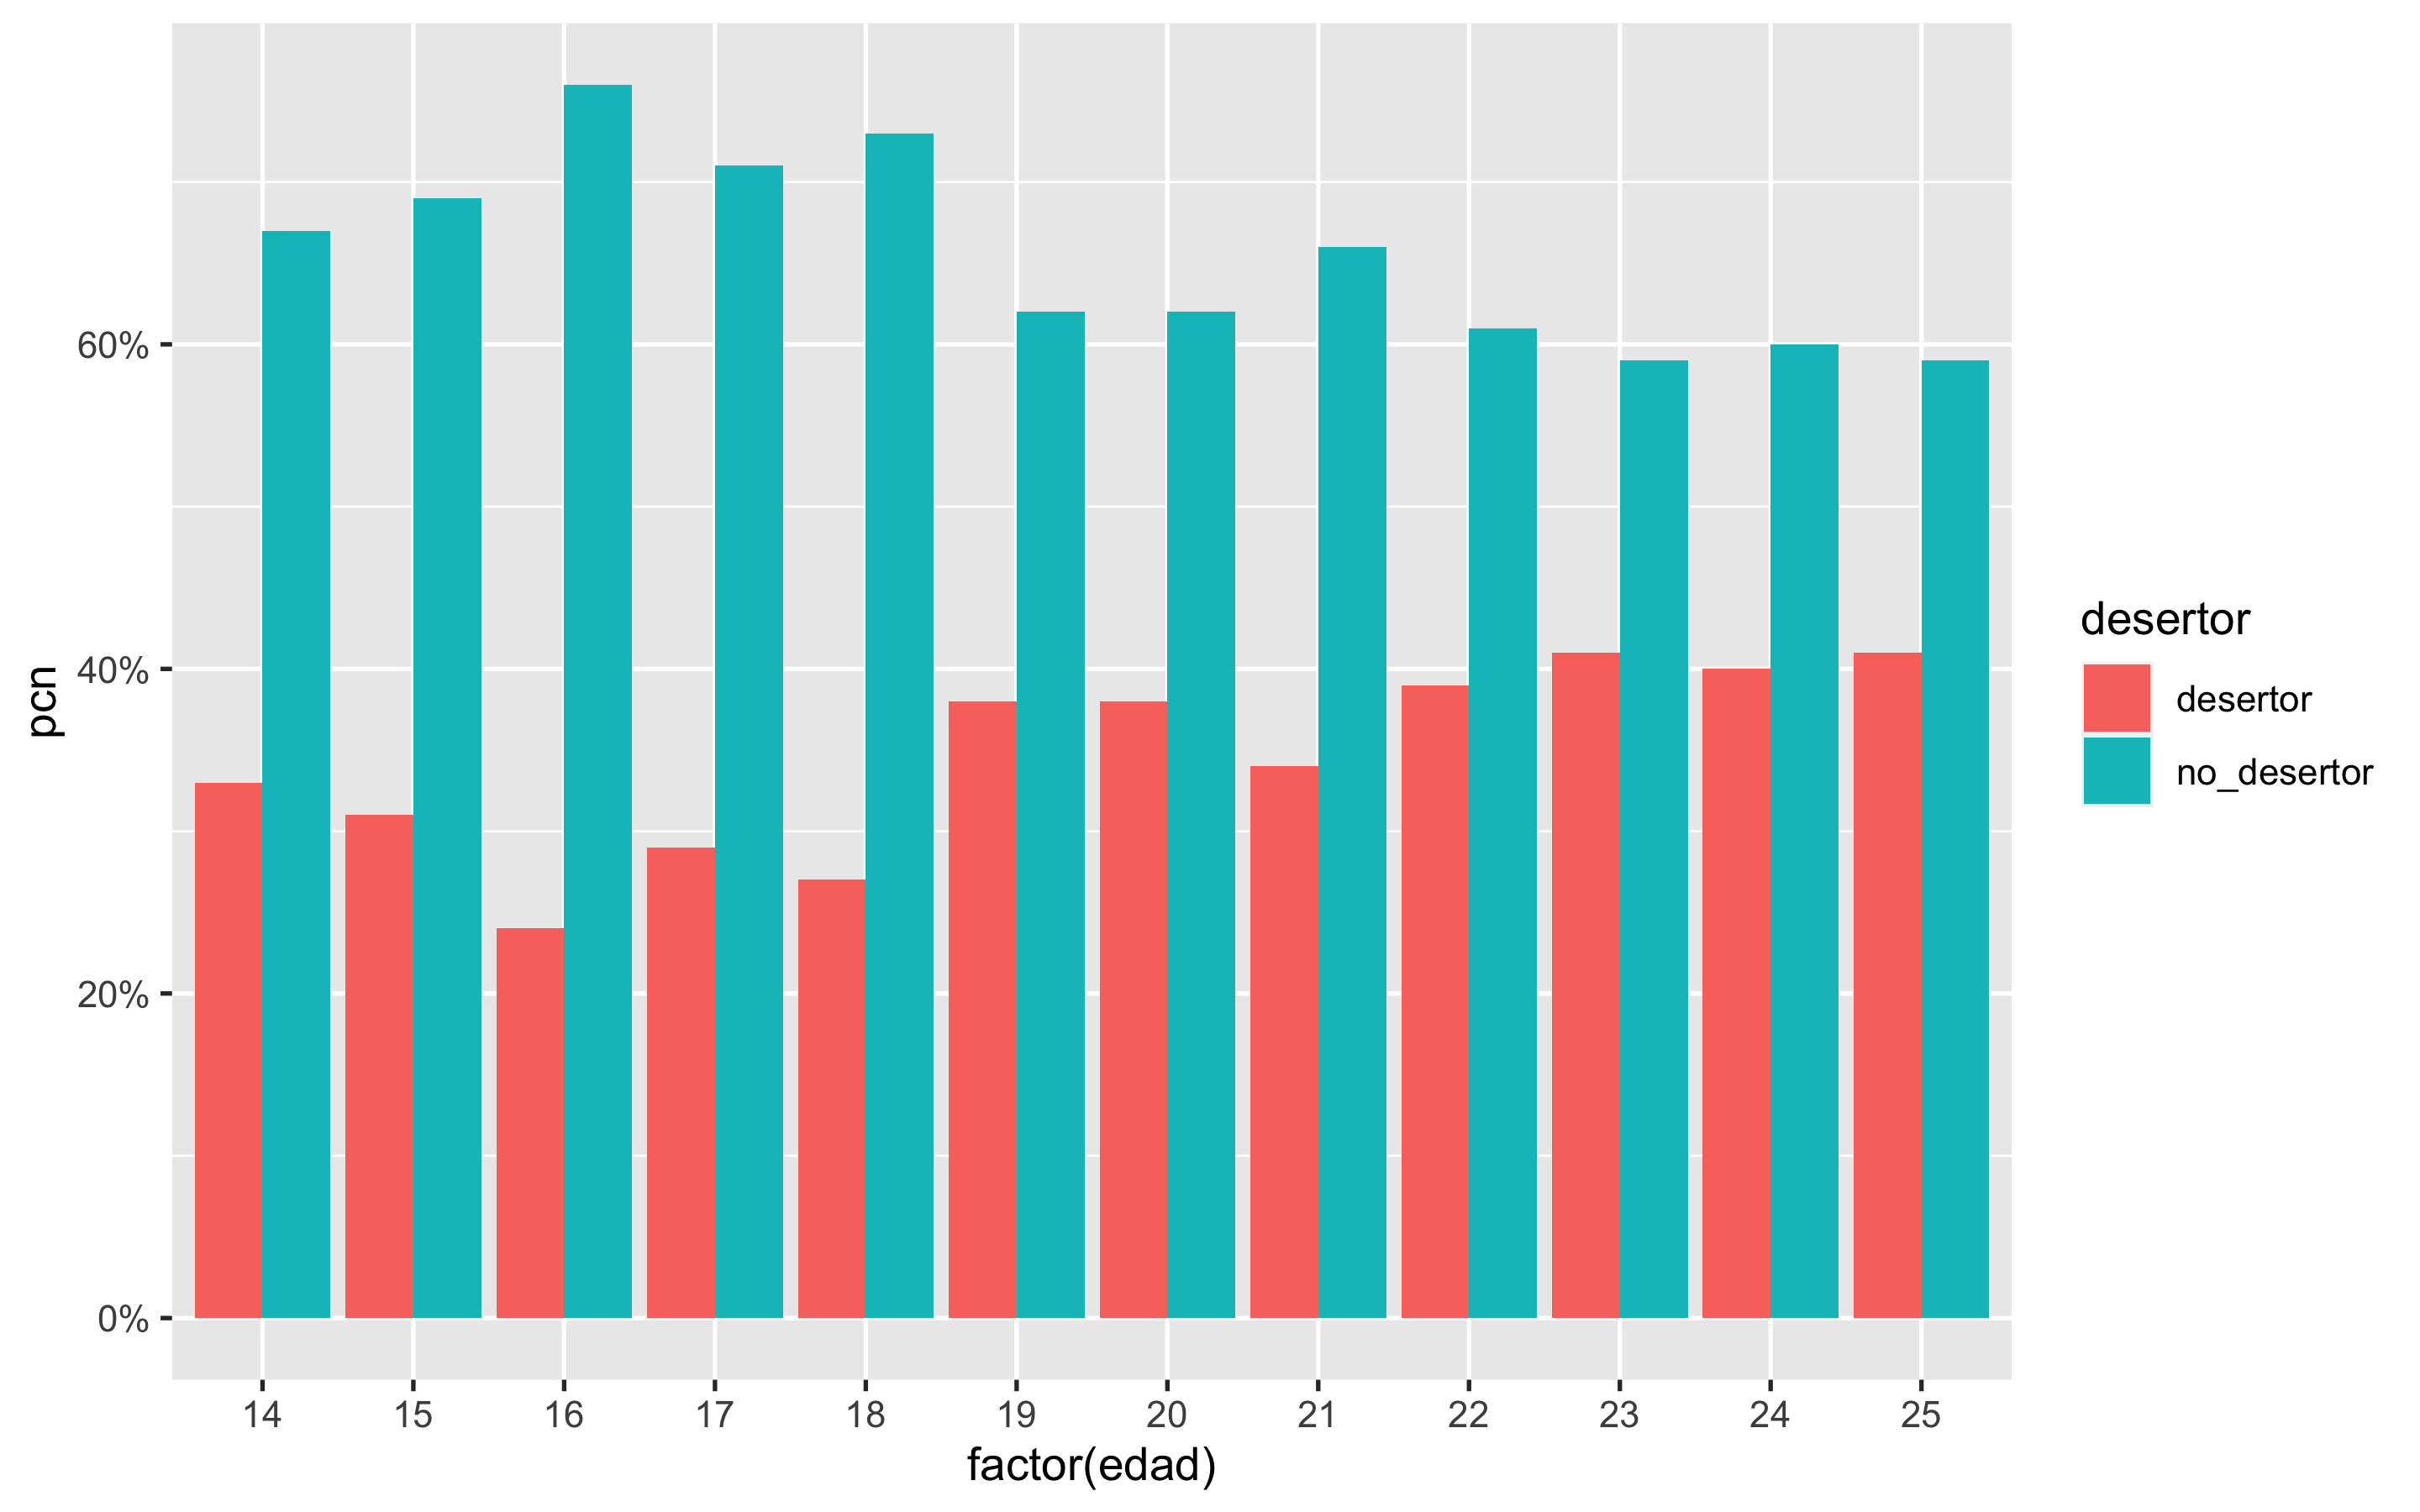 pcn
60%
40%
20%
0%
14 15 16 17 18 19 20 21 22 23 24 25
factor(edad)
desertor
desertor
no_desertor